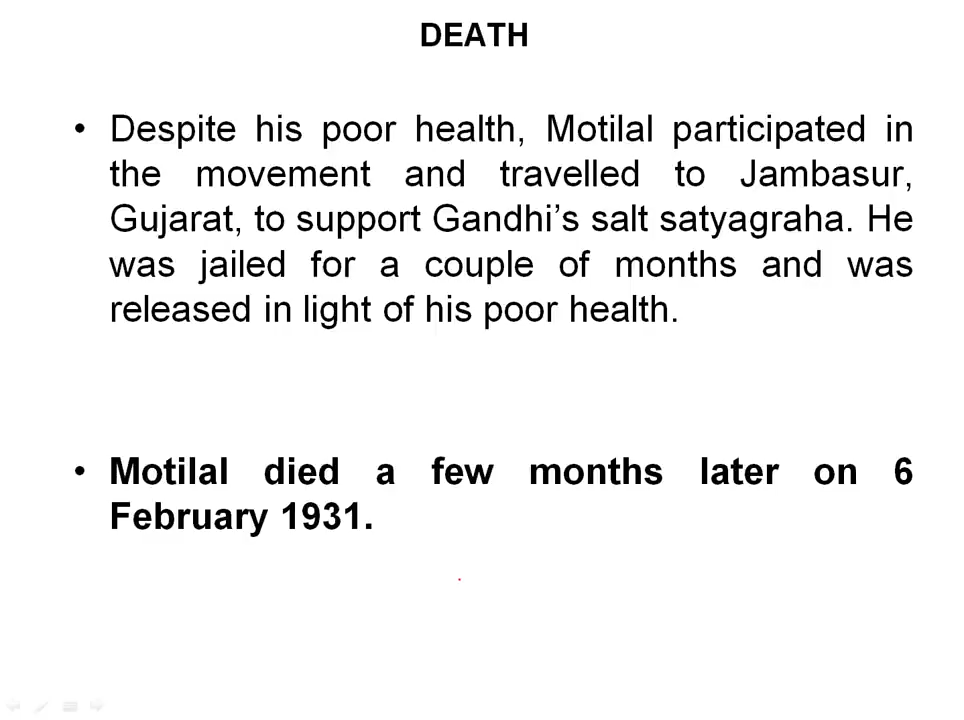 DEATH
• Despite his poor health, Motilal participated in
the movement and travelled to Jambasur,
Gujarat, to support Gandhi’s salt satyagraha. He
was jailed for a couple of months and was
released in light of his poor health.
• Motilal died a few months later on 6
February 1931.